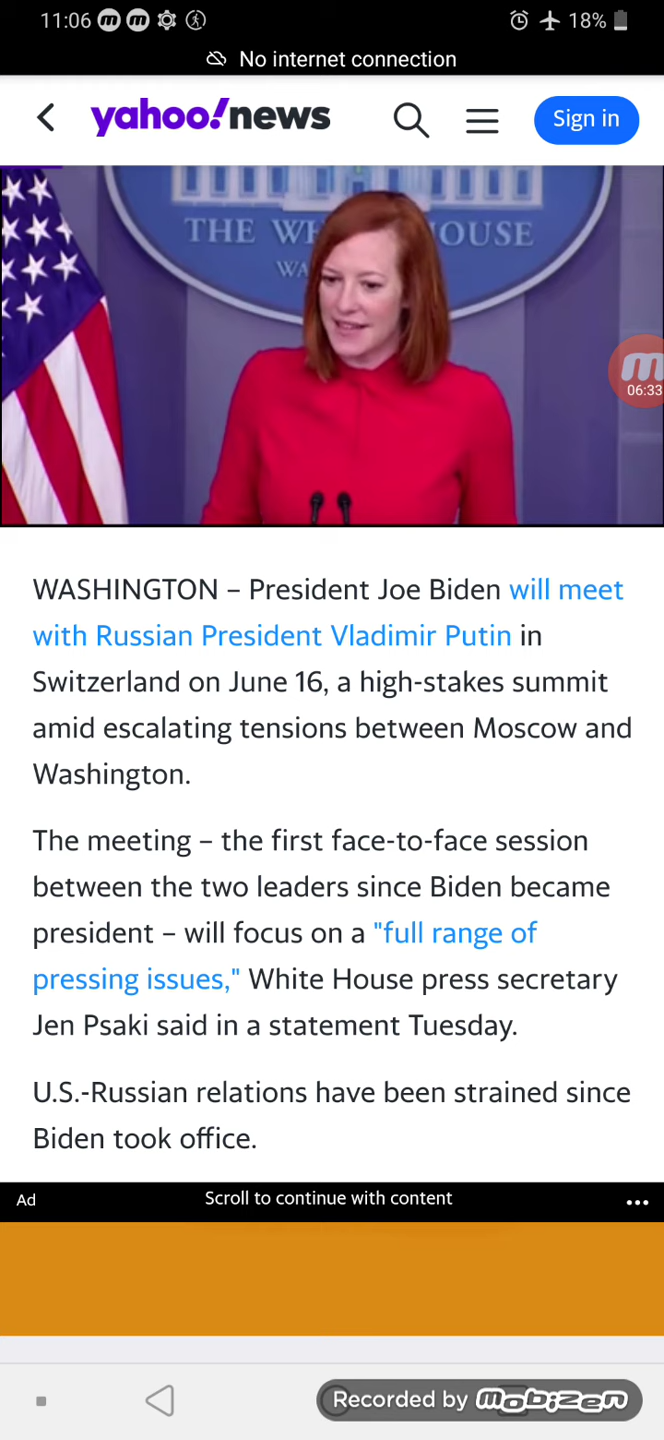 11:06
18%
No internet connection
yahoo!news
Sign in
THE WH OUSE
WA
m
06:33
WASHINGTON – President Joe Biden will meet
with Russian President Vladimir Putin in
Switzerland on June 16, a high-stakes summit
amid escalating tensions between Moscow and
Washington.
The meeting – the first face-to-face session
between the two leaders since Biden became
president – will focus on a "full range of
pressing issues," White House press secretary
Jen Psaki said in a statement Tuesday.
U.S.-Russian relations have been strained since
Biden took office.
Ad
Scroll to continue with content
Recorded by mobizen